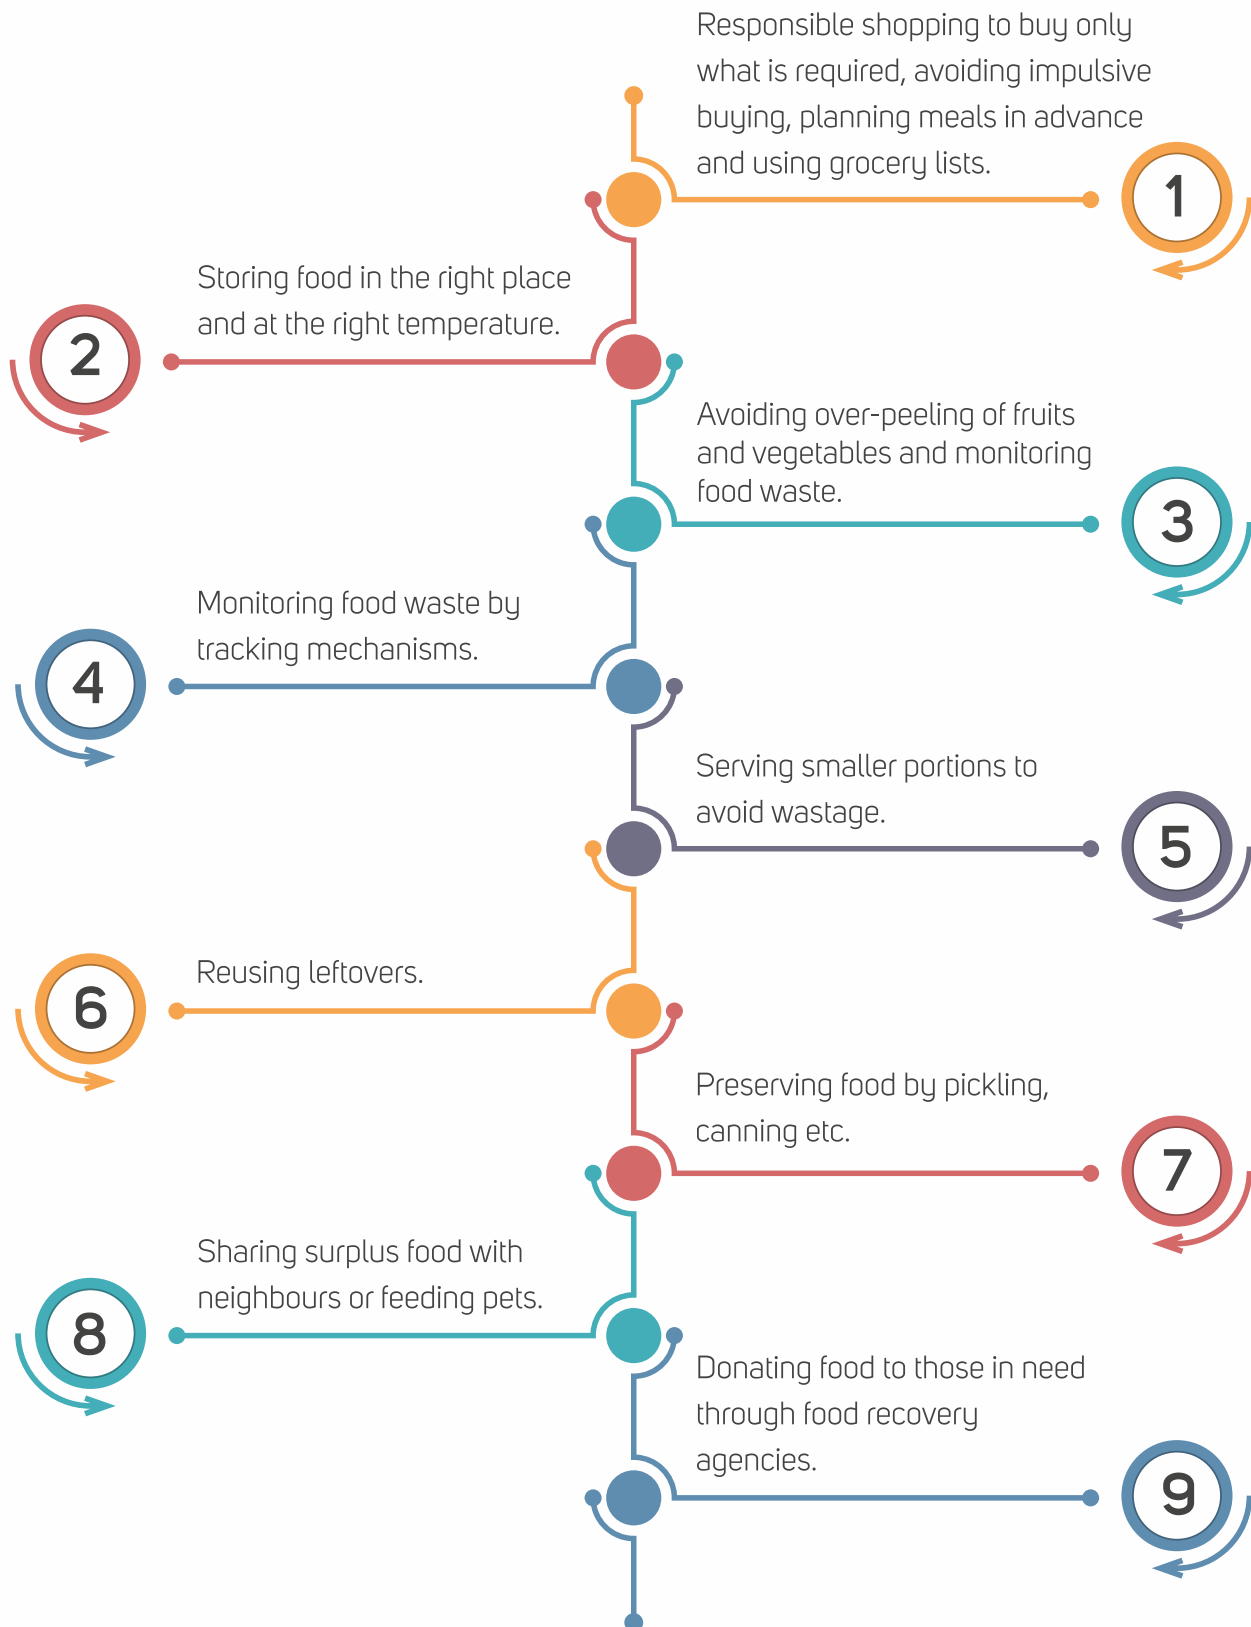 Responsible shopping to buy only
what is required, avoiding impulsive
buying, planning meals in advance
and using grocery lists.
1
Storing food in the right place
and at the right temperature.
2
Avoiding over-peeling of fruits
and vegetables and monitoring
food waste.
3
Monitoring food waste by
tracking mechanisms.
4
Serving smaller portions to
avoid wastage.
5
Reusing leftovers.
6
Preserving food by pickling,
canning etc.
7
Sharing surplus food with
neighbours or feeding pets.
8
Donating food to those in need
through food recovery
agencies.
9